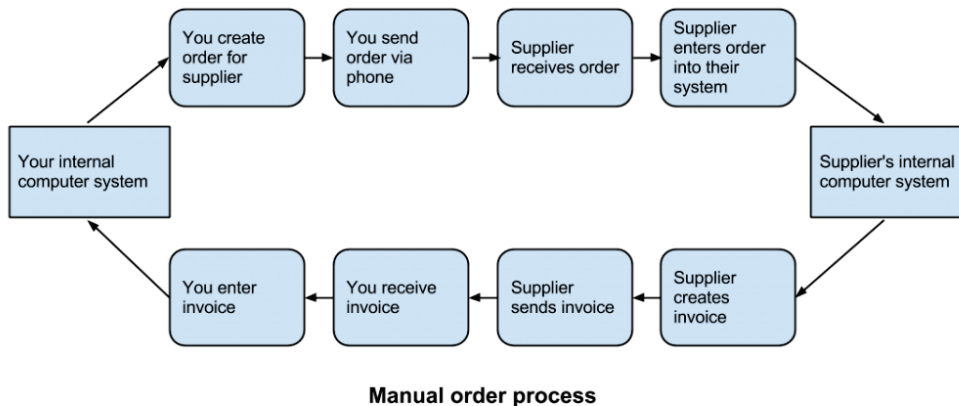 You create
order for
supplier
You send
order via
phone
Supplier
receives order
Supplier
enters order
into their
system
Your internal
computer system
Supplier's internal
computer system
You enter
invoice
You receive
invoice
Supplier
sends invoice
Supplier
creates
invoice
Manual order process